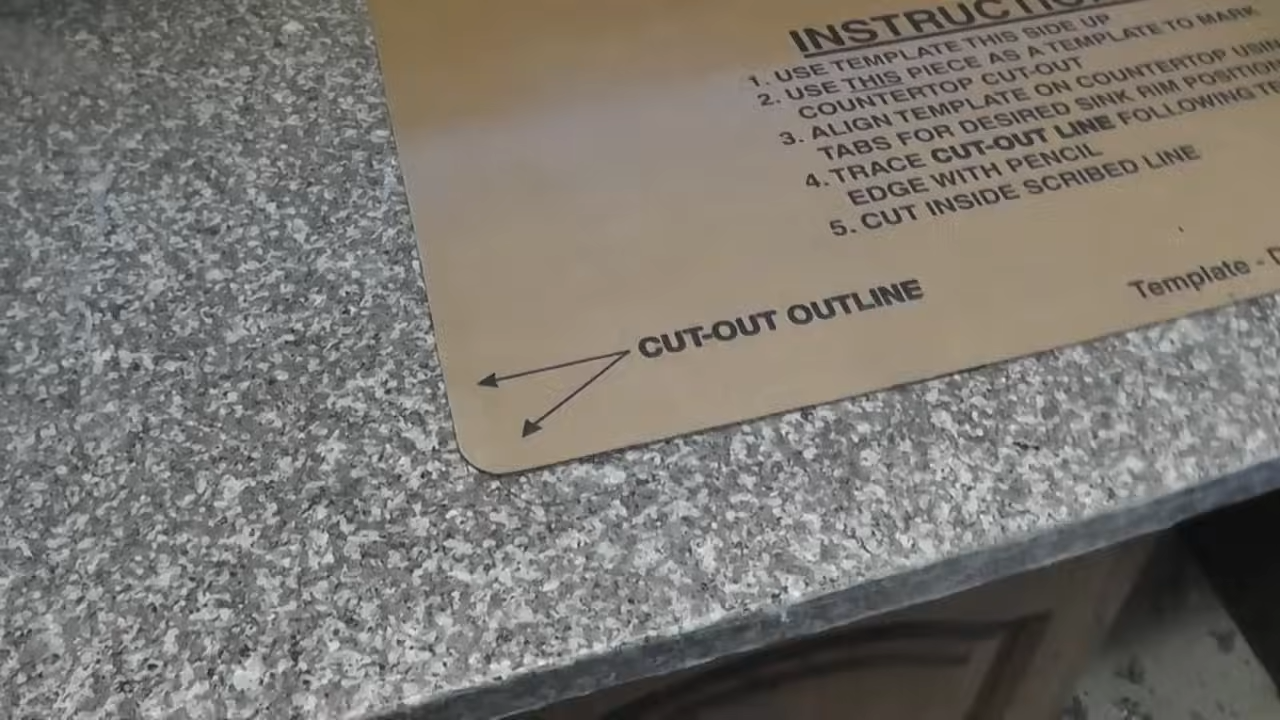 INSTRUCTIO
1. USE TEMPLATE THIS SIDE UP
2. USE THIS PIECE AS A TEMPLATE TO MARK
COUNTERTOP CUT-OUT
3. ALIGN TEMPLATE ON COUNTERTOP USIN
TABS FOR DESIRED SINK RIM POSITION
4. TRACE CUT-OUT LINE FOLLOWING TE
EDGE WITH PENCIL
5. CUT INSIDE SCRIBED LINE
CUT-OUT OUTLINE
Template -